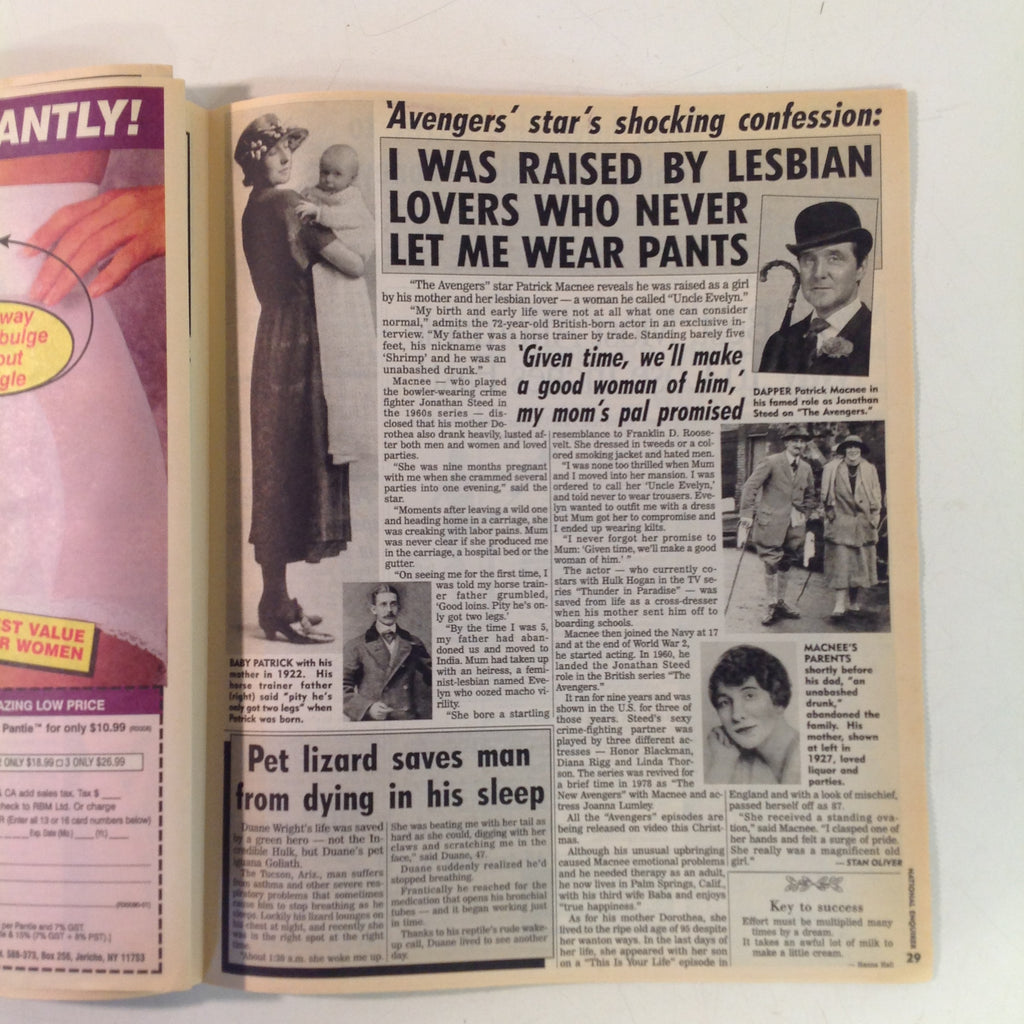 ANTLY!
way
bulge
out
gle
ST VALUE
R WOMEN
AZING LOW PRICE
Pantie™ for only $10.99
ONLY $18.99 □ 3 ONLY $26.99
CA add sales tax, Tax $
heck to RBM Ltd. Or charge
(Enter all 13 or 16 card numbers below)
Exp. Date (Mo.) (Yr.)
per Pantie and 7% GST
& 15% (7% GST + 8% PST).)
Box 256, Jericho, NY 11753
'Avengers' star's shocking confession:
I WAS RAISED BY LESBIAN
LOVERS WHO NEVER
LET ME WEAR PANTS
"The Avengers" star Patrick Macnee reveals he was raised as a girl
by his mother and her lesbian lover — a woman he called "Uncle Evelyn."
"My birth and early life were not at all what one can consider
normal," admits the 72-year-old British-born actor in an exclusive in-
terview. "My father was a horse trainer by trade. Standing barely five
feet, his nickname was
'Shrimp' and he was an
unabashed drunk."
Macnee — who played
the bowler-wearing crime
fighter Jonathan Steed in
the 1960s series — dis-
closed that his mother Do-
rothea also drank heavily, lusted af-
ter both men and women and loved
parties.
"She was nine months pregnant
with me when she crammed several
parties into one evening," said the
star.
"Moments after leaving a wild one
and heading home in a carriage, she
was creaking with labor pains. Mum
was never clear if she produced me
in the carriage, a hospital bed or the
gutter.
"On seeing me for the first time, I
was told my horse train-
er father grumbled,
'Good loins. Pity he's on-
ly got two legs.'
"By the time I was 5,
my father had aban-
doned us and moved to
India. Mum had taken up
with an heiress, a femi-
nist-lesbian named Eve-
lyn who oozed macho vi-
rility.
"She bore a startling
'Given time, we'll make
a good woman of him,'
my mom's pal promised
resemblance to Franklin D. Roose-
velt. She dressed in tweeds or a col-
ored smoking jacket and hated men.
"I was none too thrilled when Mum
and I moved into her mansion. I was
ordered to call her 'Uncle Evelyn,'
and told never to wear trousers. Eve-
lyn wanted to outfit me with a dress
but Mum got her to compromise and
I ended up wearing kilts.
"I never forgot her promise to
Mum: 'Given time, we'll make a good
woman of him.' "
The actor — who currently co-
stars with Hulk Hogan in the TV se-
ries "Thunder in Paradise" — was
saved from life as a cross-dresser
when his mother sent him off to
boarding schools.
Macnee then joined the Navy at 17
and at the end of World War 2,
he started acting. In 1960, he
landed the Jonathan Steed
role in the British series "The
Avengers."
It ran for nine years and was
shown in the U.S. for three of
those years. Steed's sexy
crime-fighting partner was
played by three different ac-
tresses — Honor Blackman,
Diana Rigg and Linda Thor-
son. The series was revived for
a brief time in 1978 as "The
New Avengers" with Macnee and ac-
tress Joanna Lumley.
All the "Avengers" episodes are
being released on video this Christ-
mas.
Although his unusual upbringing
caused Macnee emotional problems
and he needed therapy as an adult,
he now lives in Palm Springs, Calif.,
with his third wife Baba and enjoys
"true happiness."
As for his mother Dorothea, she
lived to the ripe old age of 95 despite
her wanton ways. In the last days of
her life, she appeared with her son
on a "This Is Your Life" episode in
England and with a look of mischief,
passed herself off as 87.
"She received a standing ova-
tion," said Macnee. "I clasped one of
her hands and felt a surge of pride.
She really was a magnificent old
girl."
— STAN OLIVER
DAPPER Patrick Macnee in
his famed role as Jonathan
Steed on "The Avengers."
MACNEE'S
PARENTS
shortly before
his dad, "an
unabashed
drunk,"
abandoned the
family. His
mother, shown
at left in
1927, loved
liquor and
parties.
BABY PATRICK with his
mother in 1922. His
horse trainer father
(right) said "pity he's
only got two legs" when
Patrick was born.
Pet lizard saves man
from dying in his sleep
Duane Wright's life was saved
by a green hero — not the In-
credible Hulk, but Duane's pet
iguana Goliath.
The Tucson, Ariz., man suffers
from asthma and other severe res-
piratory problems that sometimes
cause him to stop breathing as he
sleeps. Luckily his lizard lounges on
his chest at night, and recently she
was in the right spot at the right
time.
"About 1:30 a.m. she woke me up.
She was beating me with her tail as
hard as she could, digging with her
claws and scratching me in the
face," said Duane, 47.
Duane suddenly realized he'd
stopped breathing.
Frantically he reached for the
medication that opens his bronchial
tubes — and it began working just
in time.
Thanks to his reptile's rude wake-
up call, Duane lived to see another
day.
Key to success
Effort must be multiplied many
times by a dream.
It takes an awful lot of milk to
make a little cream.
— Hanna Hall
NATIONAL ENQUIRER
29